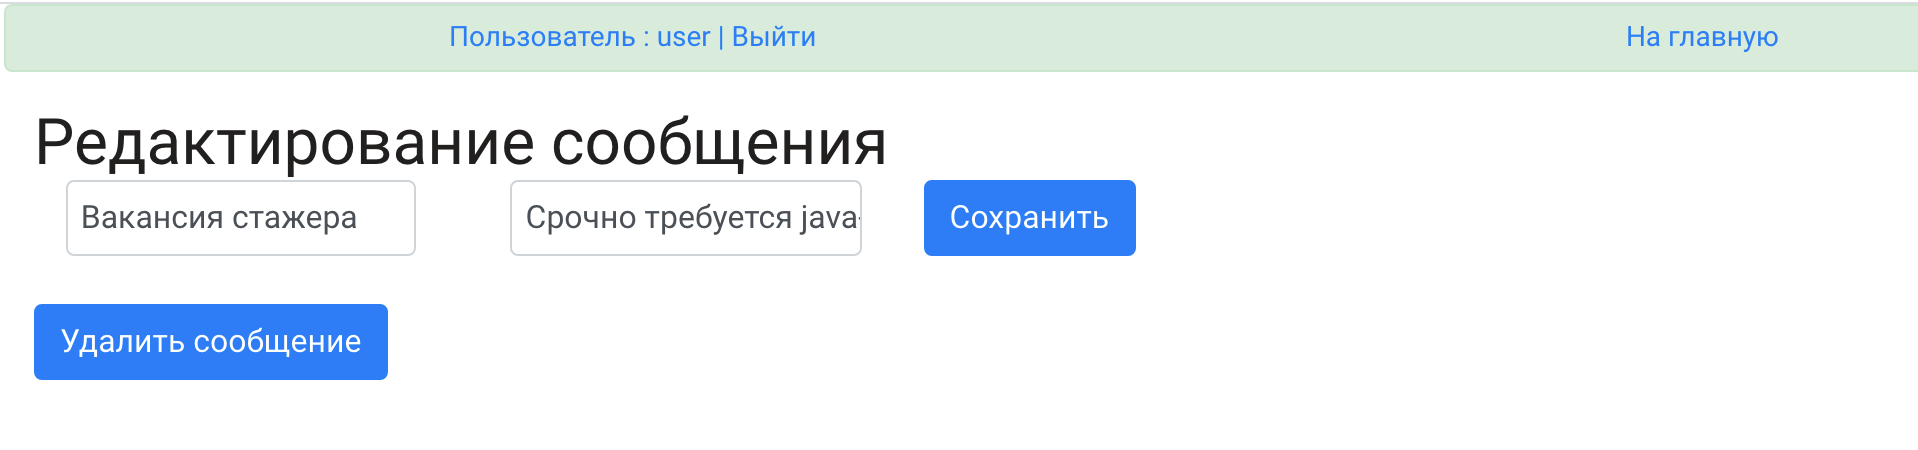 Пользователь : user | Выйти На главную
Редактирование сообщения
Вакансия стажера Срочно требуется java- Сохранить
Удалить сообщение